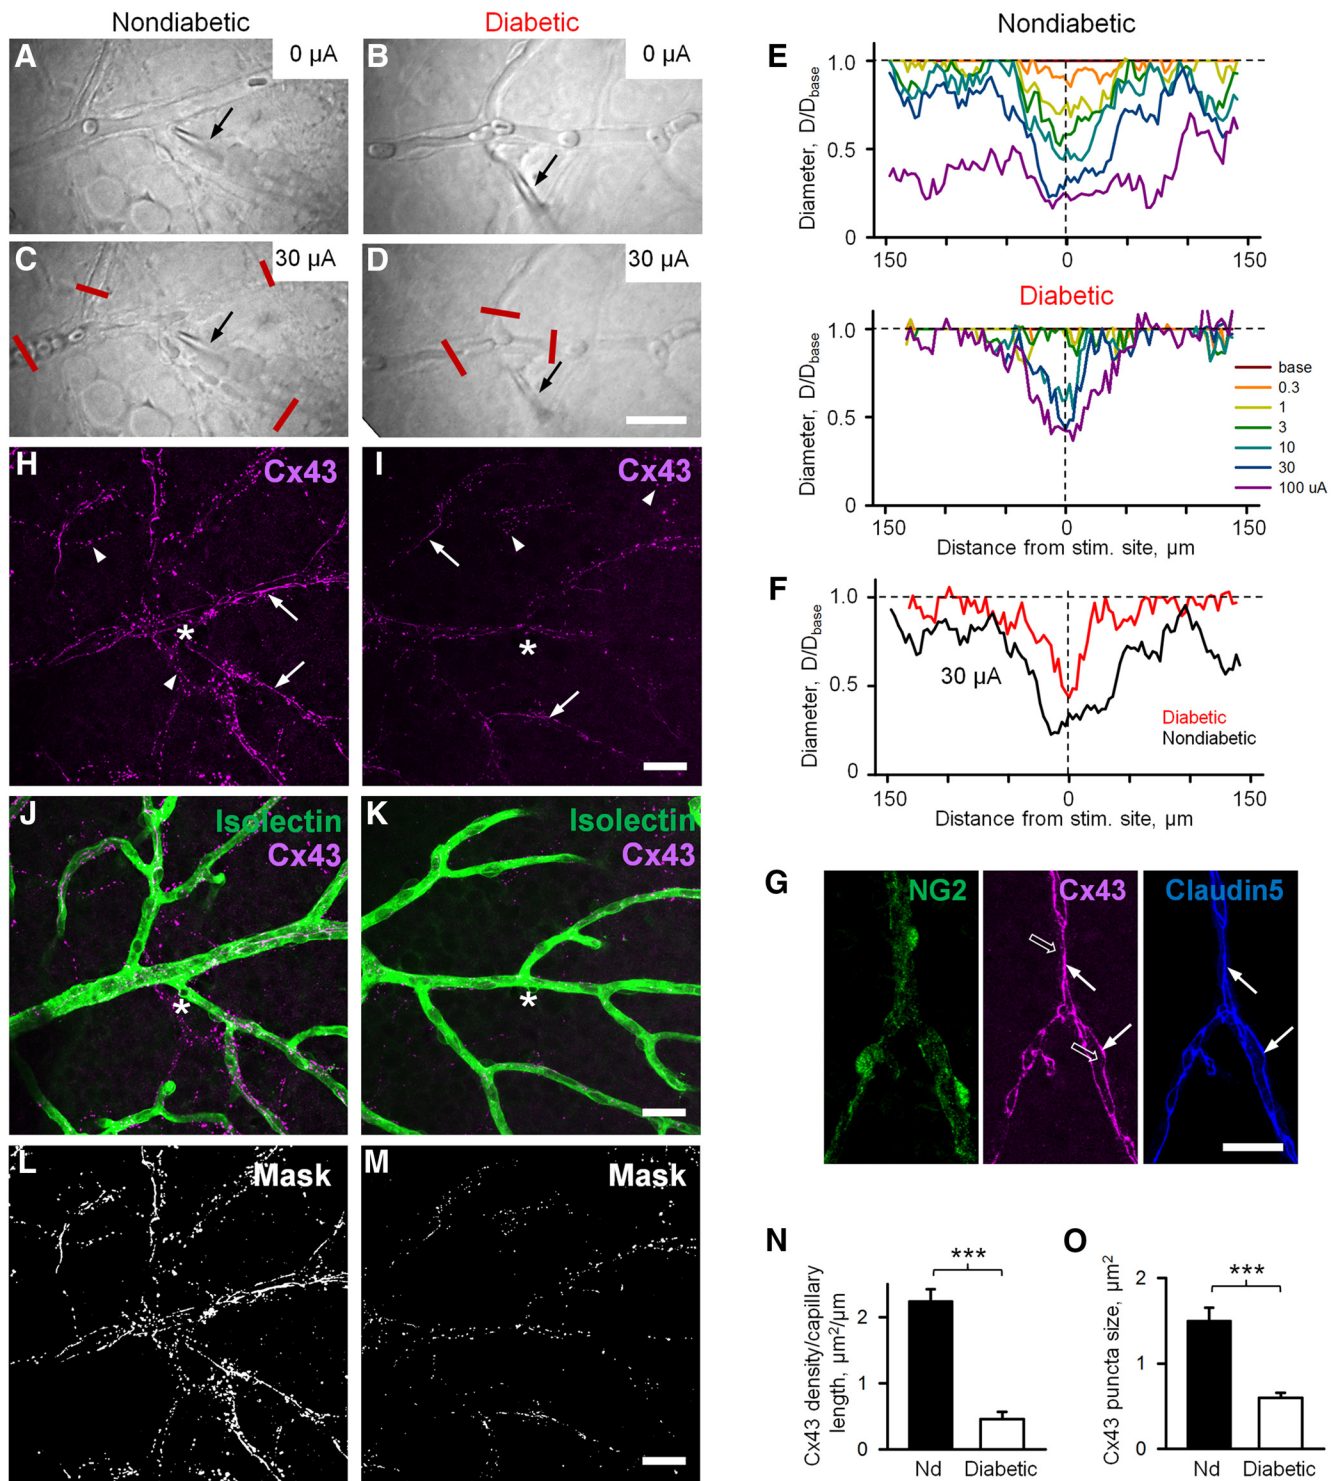 Nondiabetic
Diabetic
A
0 µA
B
0 µA
C
30 µA
D
30 µA
H
Cx43
I
Cx43
*
*
J
Isolectin
Cx43
K
Isolectin
Cx43
*
*
L
Mask
M
Mask
Nondiabetic
E
Diameter, D/Dbase
1.0
0.5
0
150
0
150
Diabetic
Diameter, D/Dbase
1.0
0.5
0
base
0.3
1
3
10
30
100 uA
150
0
150
Distance from stim. site, µm
F
Diameter, D/Dbase
1.0
0.5
0
30 µA
Diabetic
Nondiabetic
150
0
150
Distance from stim. site, µm
G
NG2
Cx43
Claudin5
N
***
Cx43 density/capillary
length, µm²/µm
2
1
0
Nd
Diabetic
O
***
Cx43 puncta size, µm²
2
1
0
Nd
Diabetic